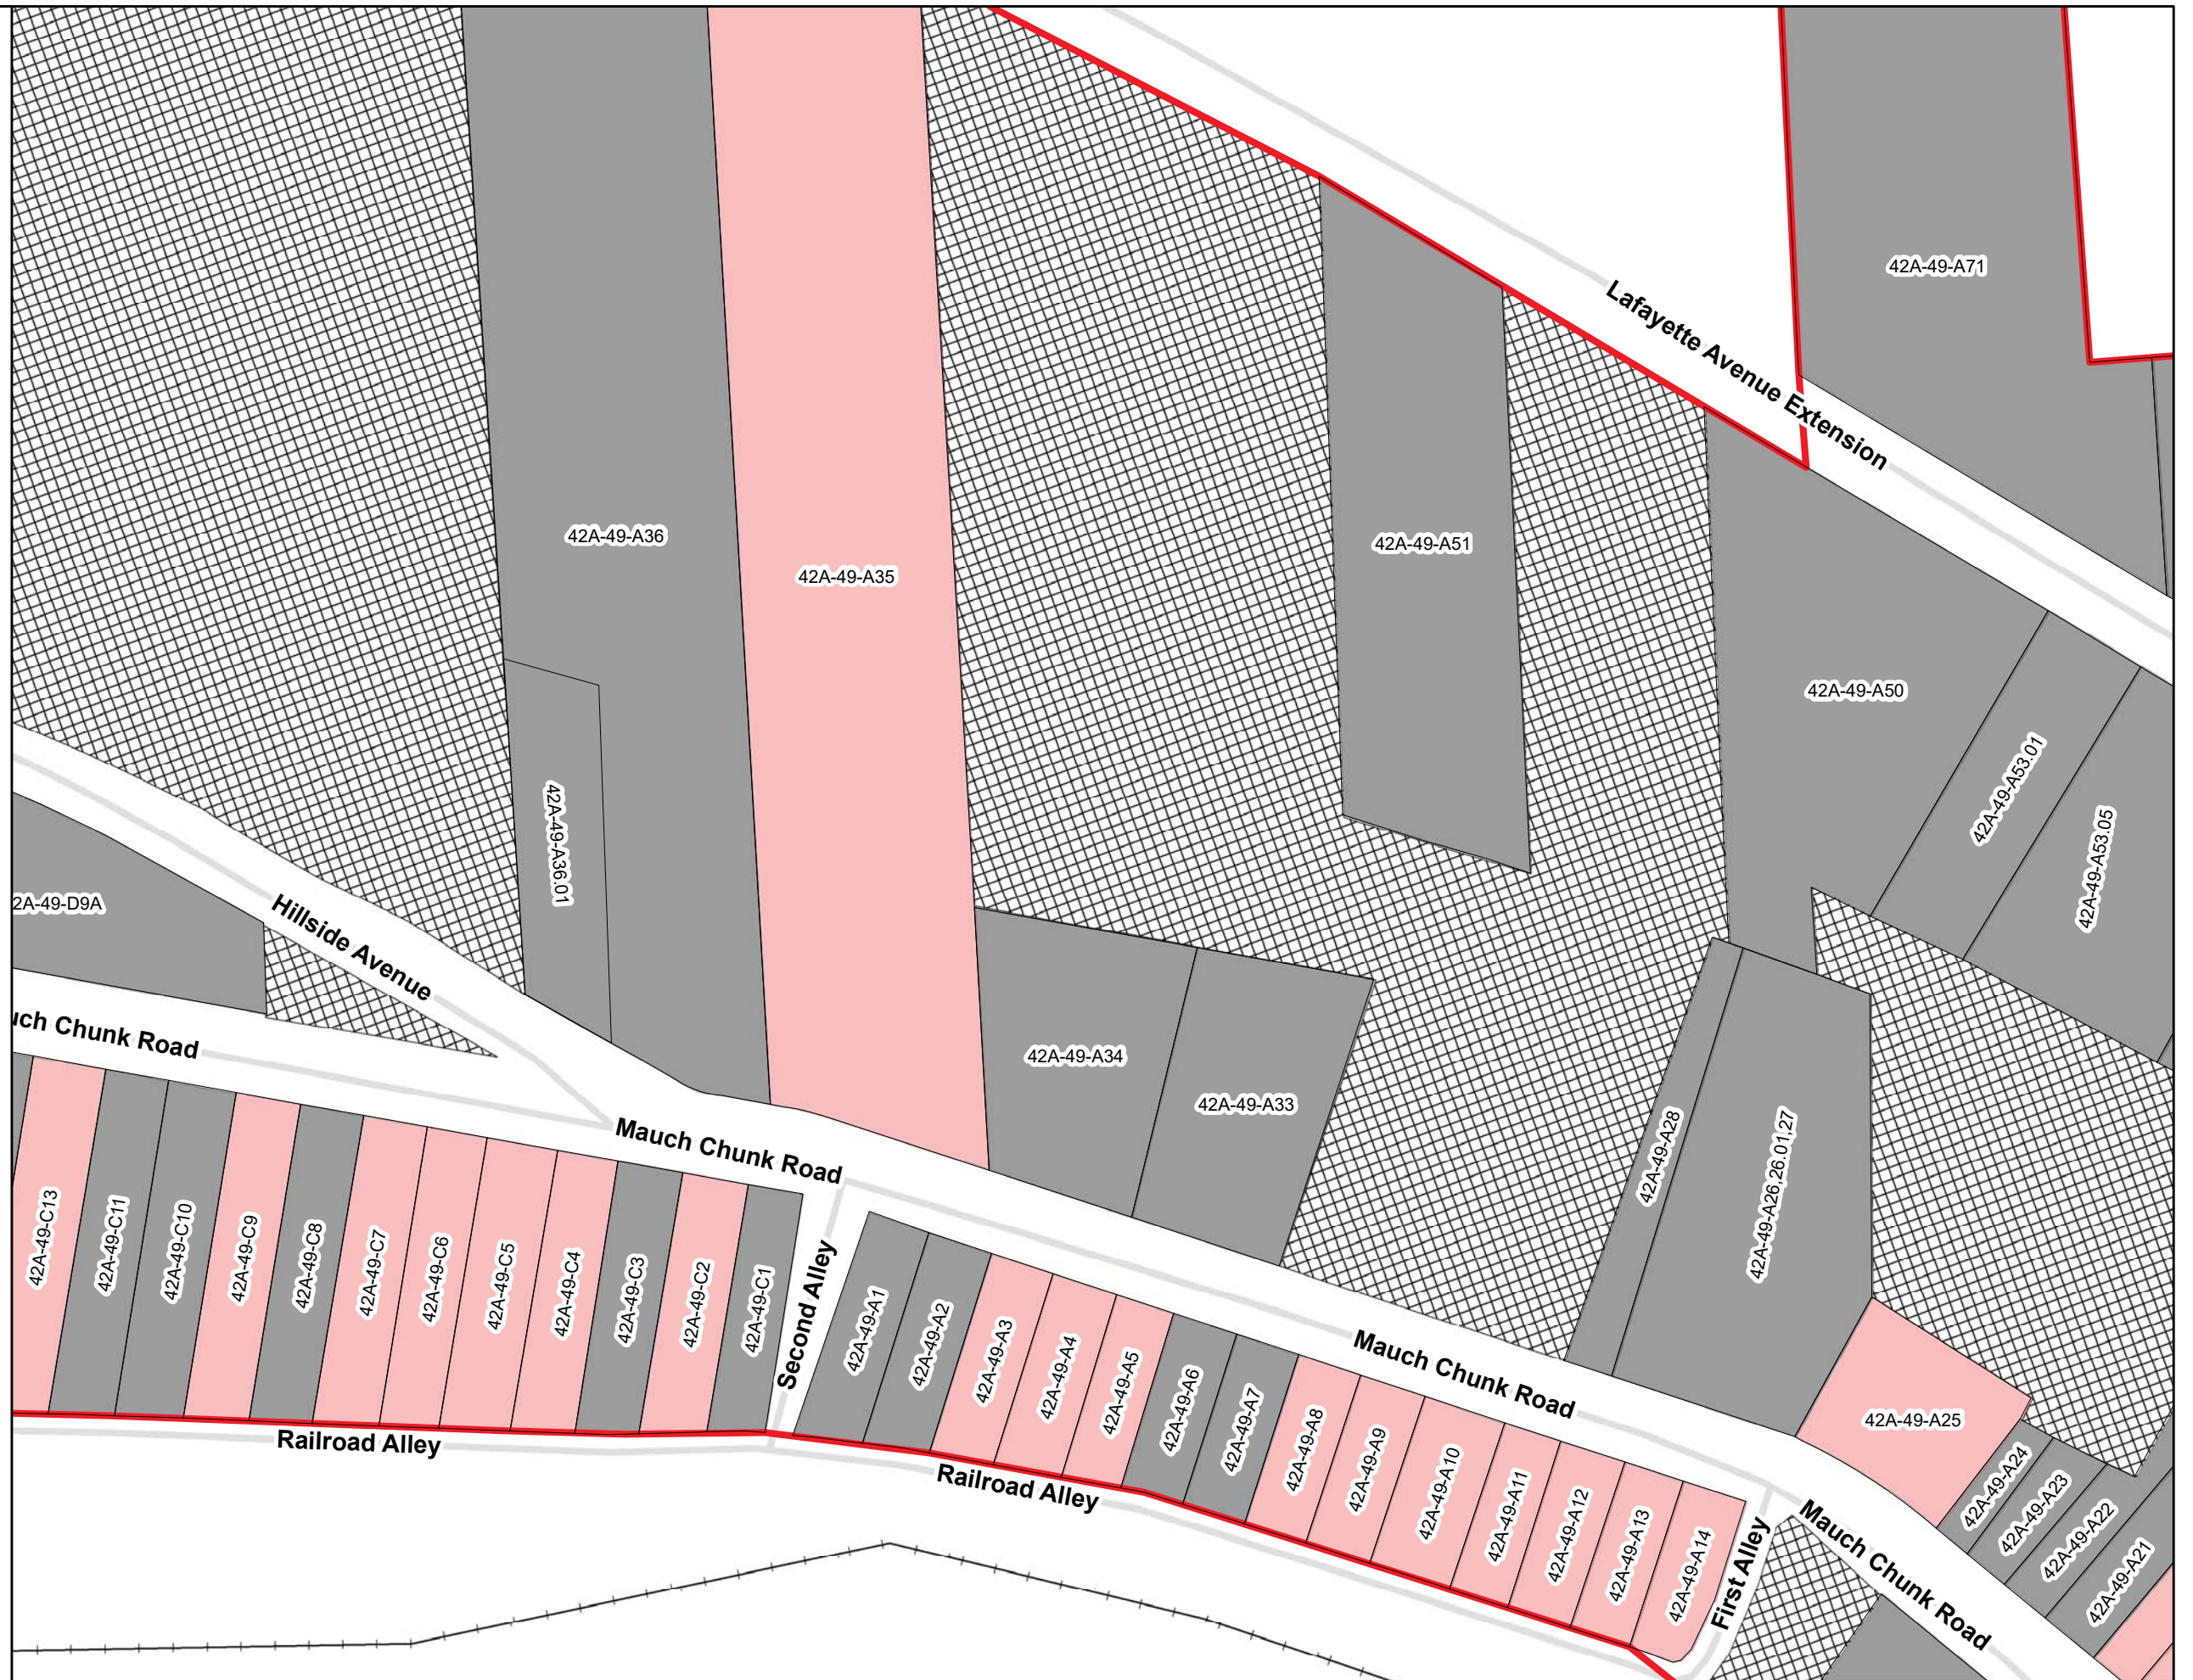 42A-49-A71
Lafayette Avenue Extension
42A-49-A36
42A-49-A51
42A-49-A35
42A-49-A50
42A-49-A53.01
42A-49-A36.01
42A-49-A53.05
2A-49-D9A
Hillside Avenue
uch Chunk Road
42A-49-A34
42A-49-A33
42A-49-A28
42A-49-A26,26.01,27
Mauch Chunk Road
42A-49-C13
42A-49-C11
42A-49-C10
42A-49-C9
42A-49-C8
42A-49-C7
42A-49-C6
42A-49-C5
42A-49-C4
42A-49-C3
42A-49-C2
42A-49-C1
Second Alley
42A-49-A1
42A-49-A2
42A-49-A3
42A-49-A4
42A-49-A5
42A-49-A6
42A-49-A7
Mauch Chunk Road
42A-49-A25
Railroad Alley
Railroad Alley
42A-49-A8
42A-49-A9
42A-49-A10
42A-49-A11
42A-49-A12
42A-49-A13
42A-49-A14
First Alley
Mauch Chunk Road
42A-49-A24
42A-49-A23
42A-49-A22
42A-49-A21